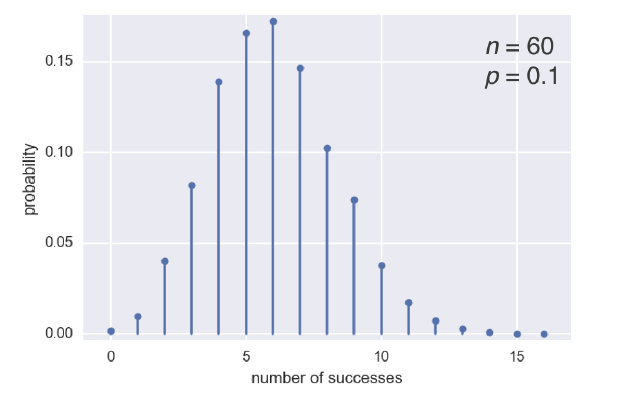 n = 60
p = 0.1
0.15
0.10
0.05
0.00
probability
0
5
10
15
number of successes